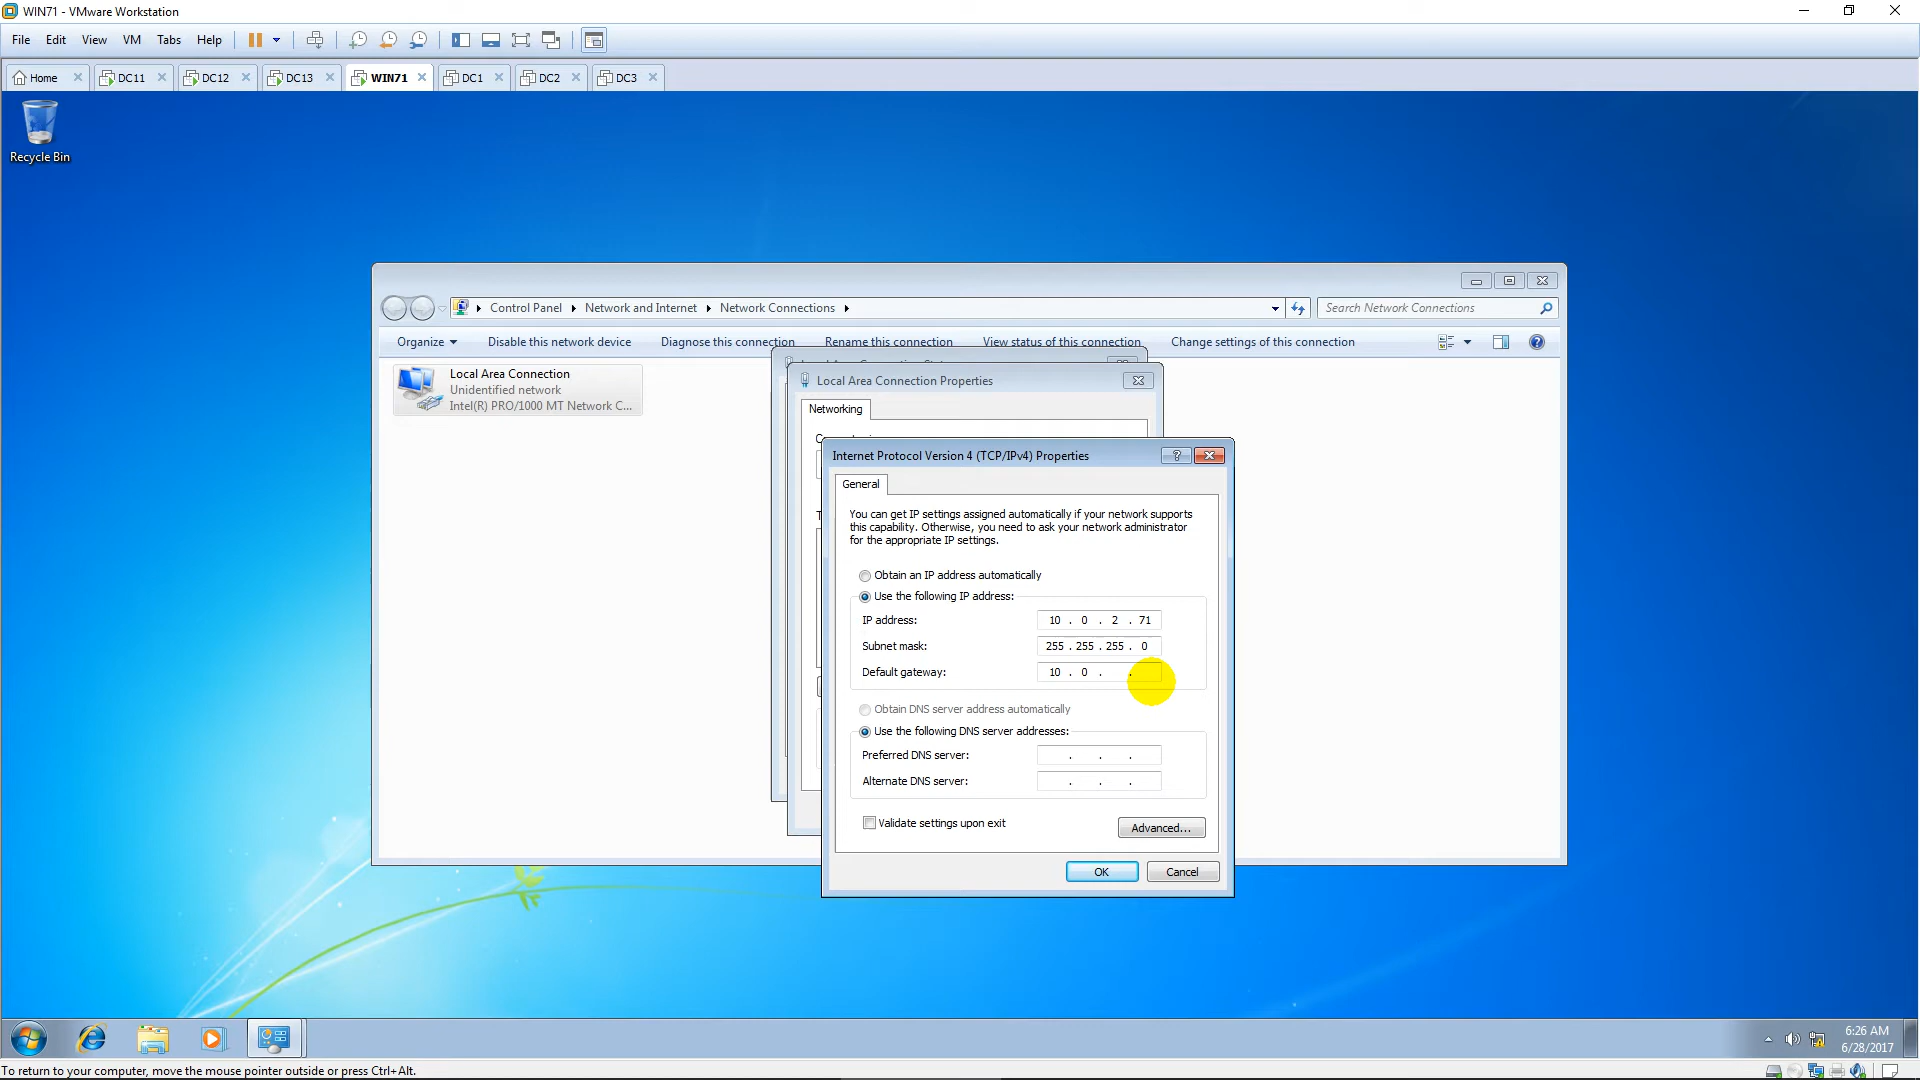 WIN71 - VMware Workstation
File Edit View VM Tabs Help
Home DC11 DC12 DC13 WIN71 DC1 DC2 DC3
Recycle Bin
Control Panel Network and Internet Network Connections
Search Network Connections
Organize Disable this network device Diagnose this connection Rename this connection View status of this connection Change settings of this connection
Local Area Connection
Unidentified network
Intel(R) PRO/1000 MT Network C...
Local Area Connection Properties
Networking
Internet Protocol Version 4 (TCP/IPv4) Properties
General
You can get IP settings assigned automatically if your network supports
this capability. Otherwise, you need to ask your network administrator
for the appropriate IP settings.
Obtain an IP address automatically
Use the following IP address:
IP address: 10 . 0 . 2 . 71
Subnet mask: 255 . 255 . 255 . 0
Default gateway: 10 . 0 . .
Obtain DNS server address automatically
Use the following DNS server addresses:
Preferred DNS server: . . .
Alternate DNS server: . . .
Validate settings upon exit
Advanced...
OK Cancel
6:26 AM
6/28/2017
To return to your computer, move the mouse pointer outside or press Ctrl+Alt.